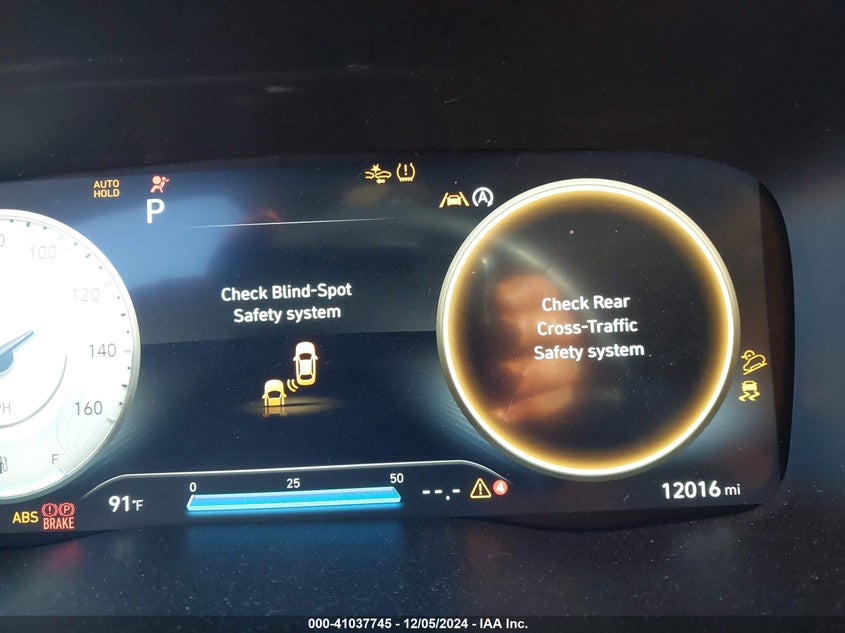 AUTO
HOLD
P
A
100
120
140
160
F
Check Blind-Spot
Safety system
Check Rear
Cross-Traffic
Safety system
0
25
50
91°F
--.-
4
12016 mi
ABS
P
BRAKE
000-41037745 - 12/05/2024 - IAA Inc.